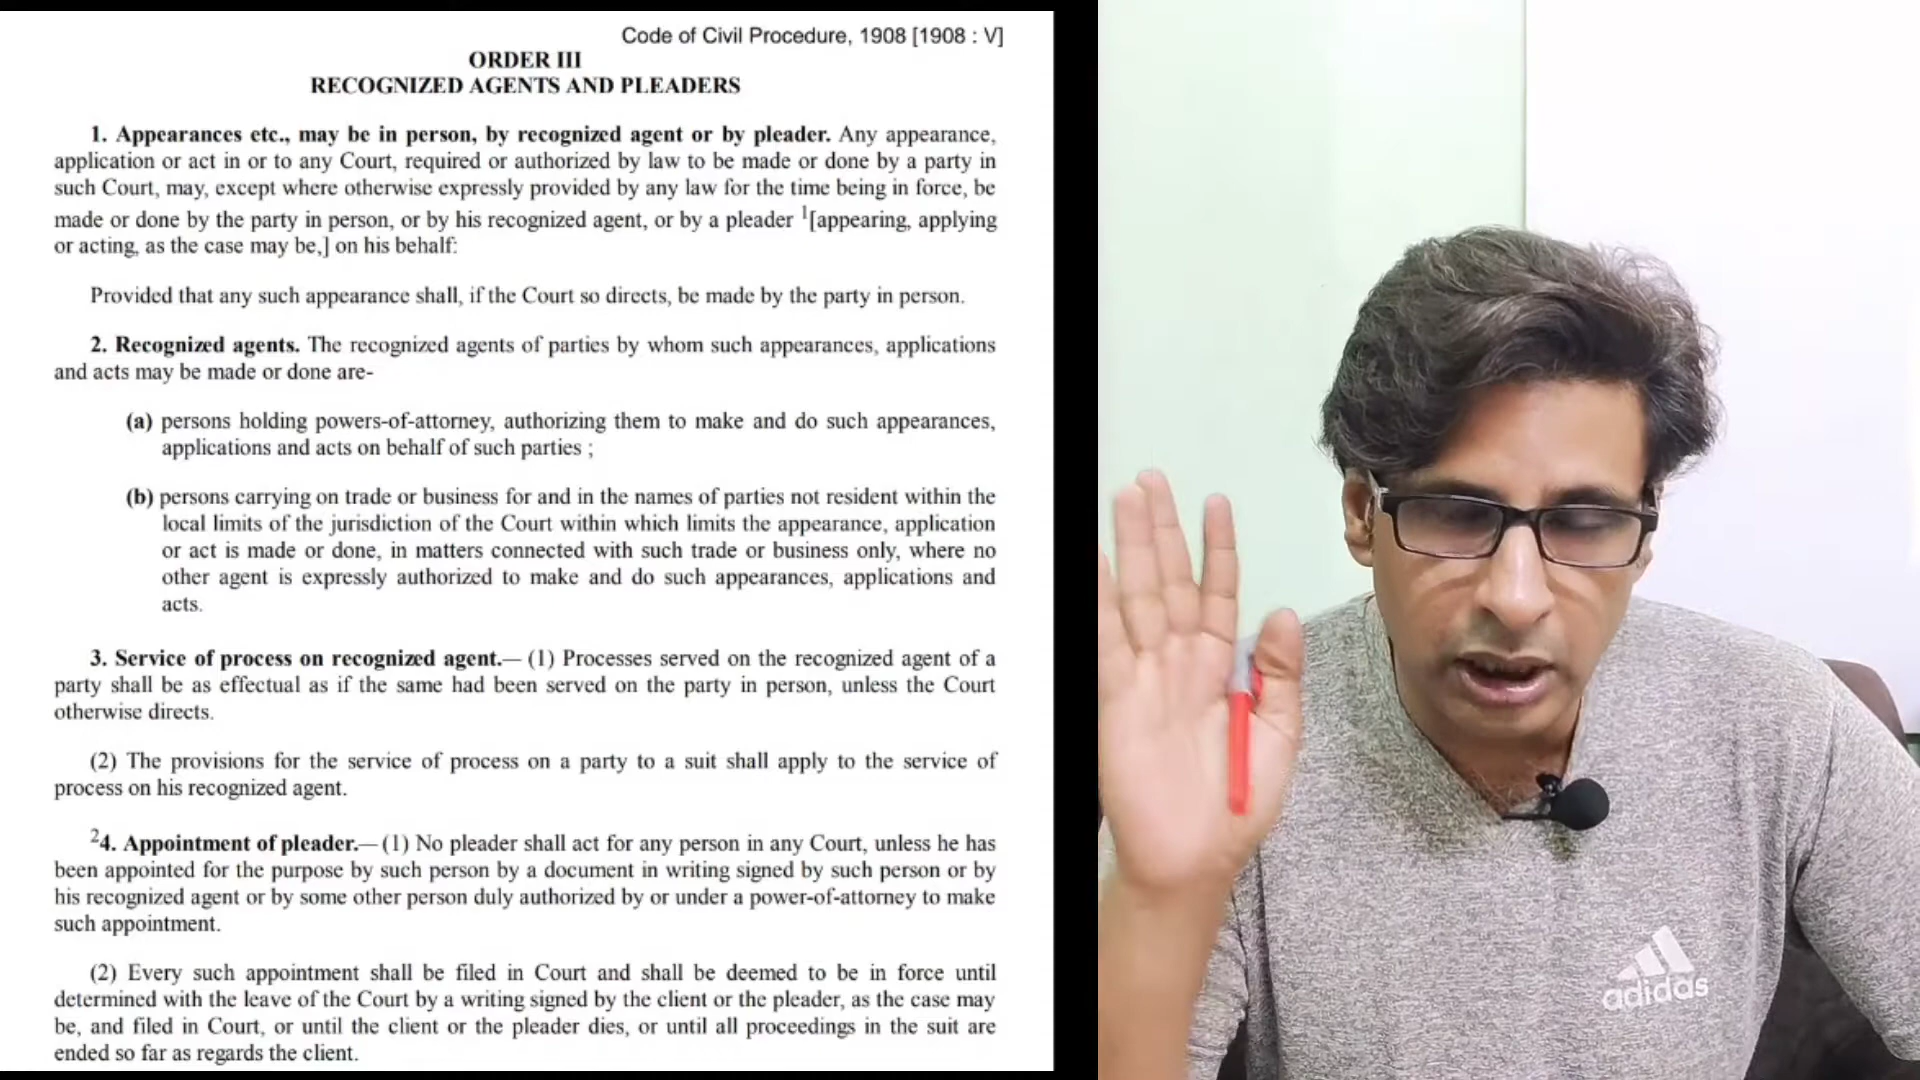 Code of Civil Procedure, 1908 [1908 : V]
ORDER III
RECOGNIZED AGENTS AND PLEADERS
1. Appearances etc., may be in person, by recognized agent or by pleader. Any appearance,
application or act in or to any Court, required or authorized by law to be made or done by a party in
such Court, may, except where otherwise expressly provided by any law for the time being in force, be
made or done by the party in person, or by his recognized agent, or by a pleader 1[appearing, applying
or acting, as the case may be,] on his behalf:
Provided that any such appearance shall, if the Court so directs, be made by the party in person.
2. Recognized agents. The recognized agents of parties by whom such appearances, applications
and acts may be made or done are-
(a) persons holding powers-of-attorney, authorizing them to make and do such appearances,
applications and acts on behalf of such parties ;
(b) persons carrying on trade or business for and in the names of parties not resident within the
local limits of the jurisdiction of the Court within which limits the appearance, application
or act is made or done, in matters connected with such trade or business only, where no
other agent is expressly authorized to make and do such appearances, applications and
acts.
3. Service of process on recognized agent.— (1) Processes served on the recognized agent of a
party shall be as effectual as if the same had been served on the party in person, unless the Court
otherwise directs.
(2) The provisions for the service of process on a party to a suit shall apply to the service of
process on his recognized agent.
24. Appointment of pleader.— (1) No pleader shall act for any person in any Court, unless he has
been appointed for the purpose by such person by a document in writing signed by such person or by
his recognized agent or by some other person duly authorized by or under a power-of-attorney to make
such appointment.
(2) Every such appointment shall be filed in Court and shall be deemed to be in force until
determined with the leave of the Court by a writing signed by the client or the pleader, as the case may
be, and filed in Court, or until the client or the pleader dies, or until all proceedings in the suit are
ended so far as regards the client.
adidas